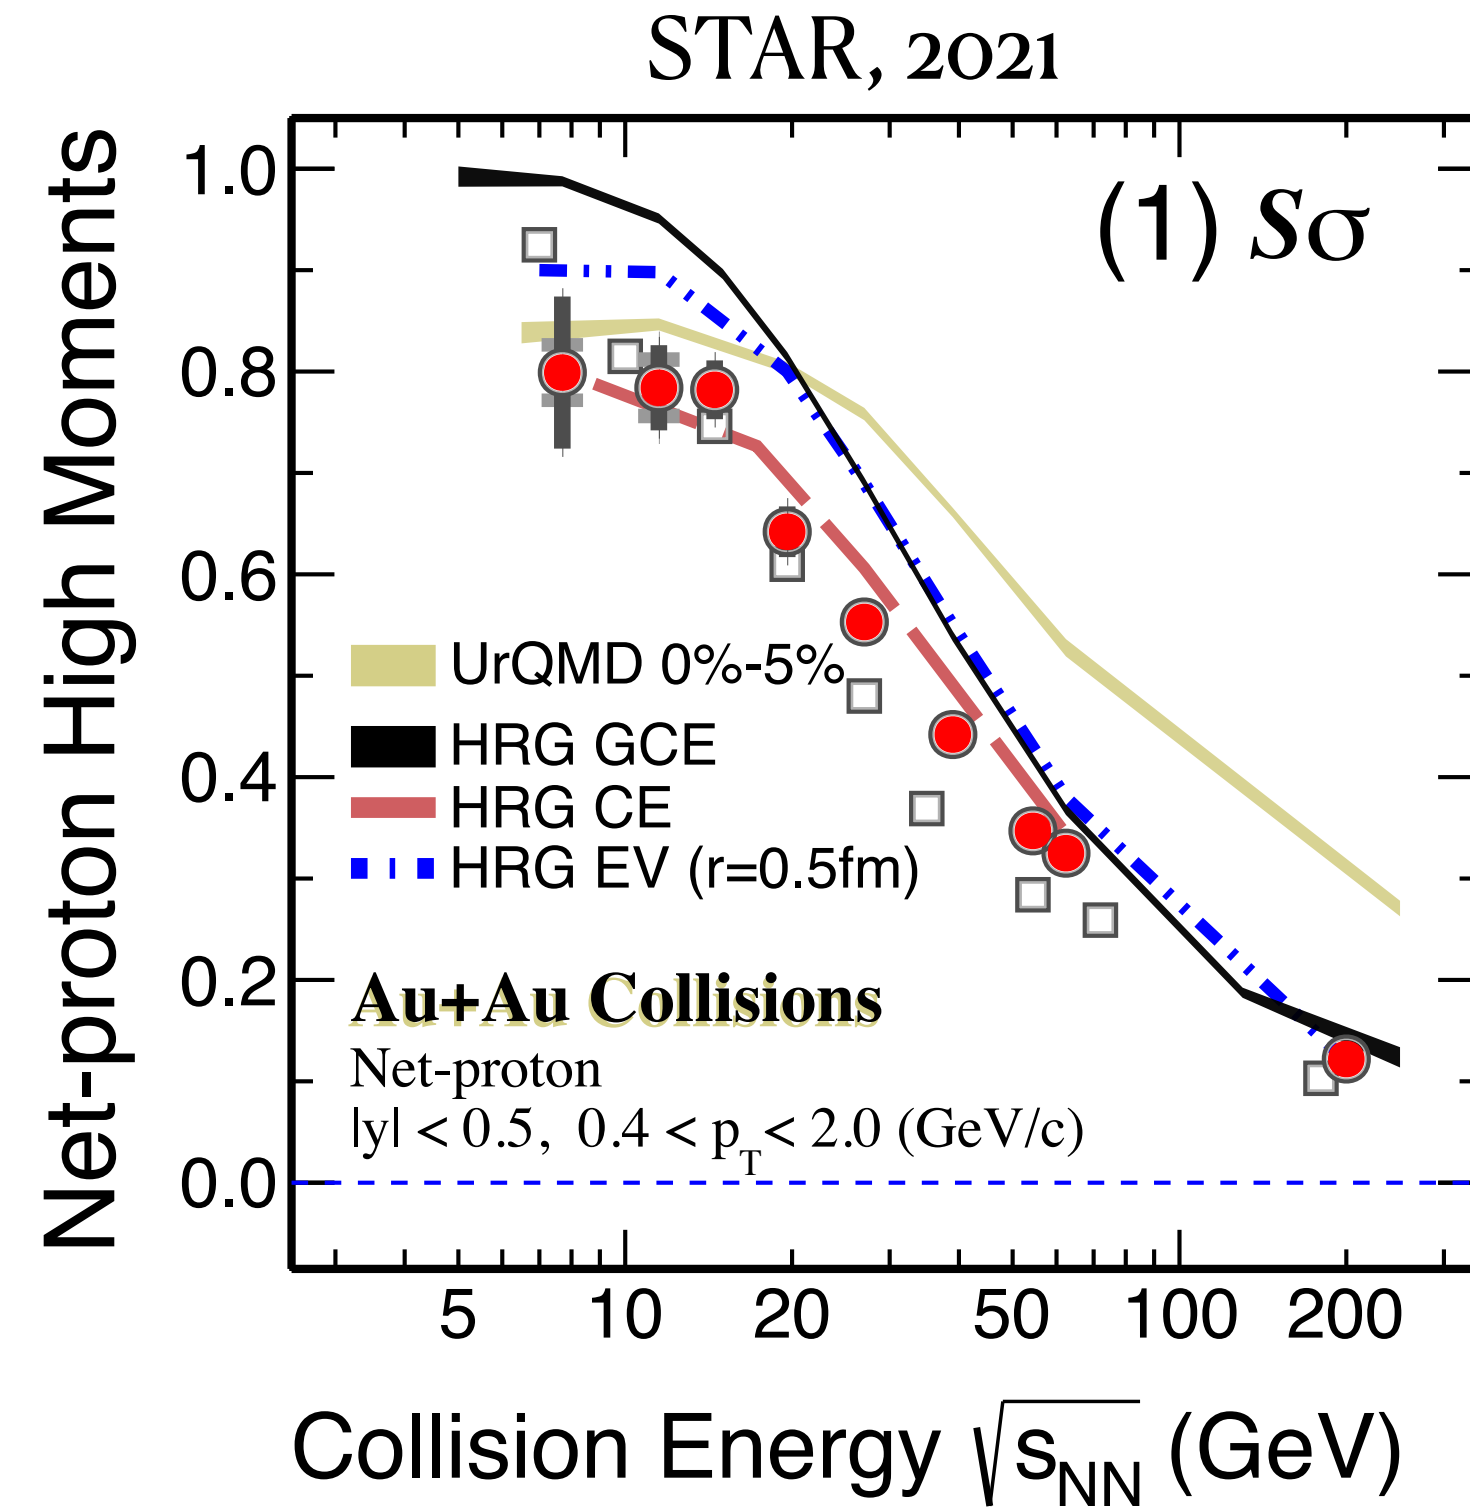 STAR, 2021
Net-proton High Moments
1.0
0.8
0.6
0.4
0.2
0.0
(1) Sσ
UrQMD 0%-5%
HRG GCE
HRG CE
HRG EV (r=0.5fm)
Au+Au Collisions
Net-proton
|y| < 0.5, 0.4 < p_T < 2.0 (GeV/c)
5 10 20 50 100 200
Collision Energy √s_NN (GeV)